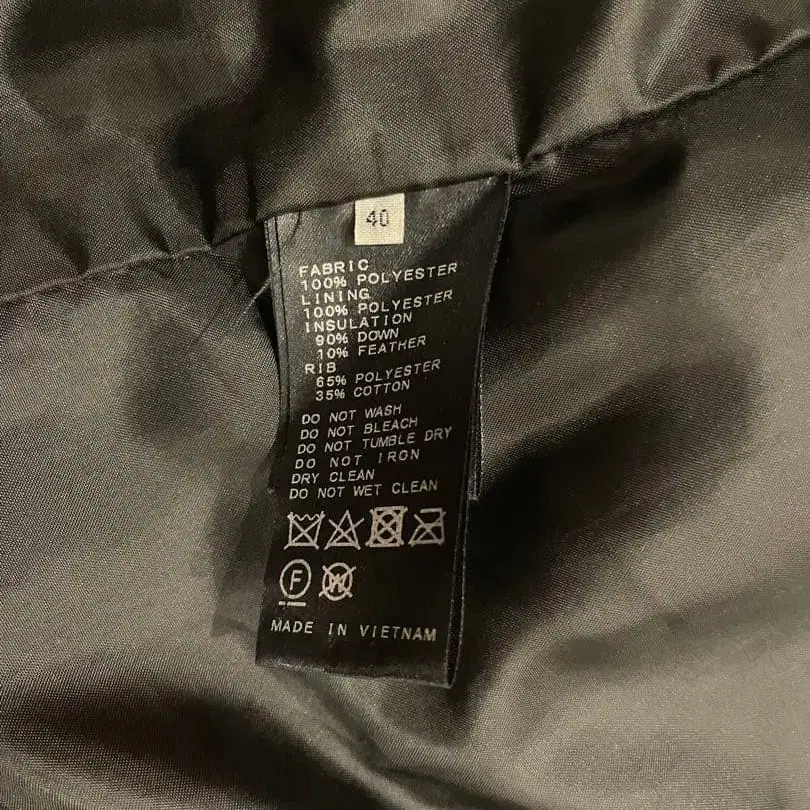 40
FABRIC
100% POLYESTER
LINING
100% POLYESTER
INSULATION
90% DOWN
10% FEATHER
RIB
65% POLYESTER
35% COTTON
DO NOT WASH
DO NOT BLEACH
DO NOT TUMBLE DRY
DO NOT IRON
DRY CLEAN
DO NOT WET CLEAN
F W
MADE IN VIETNAM